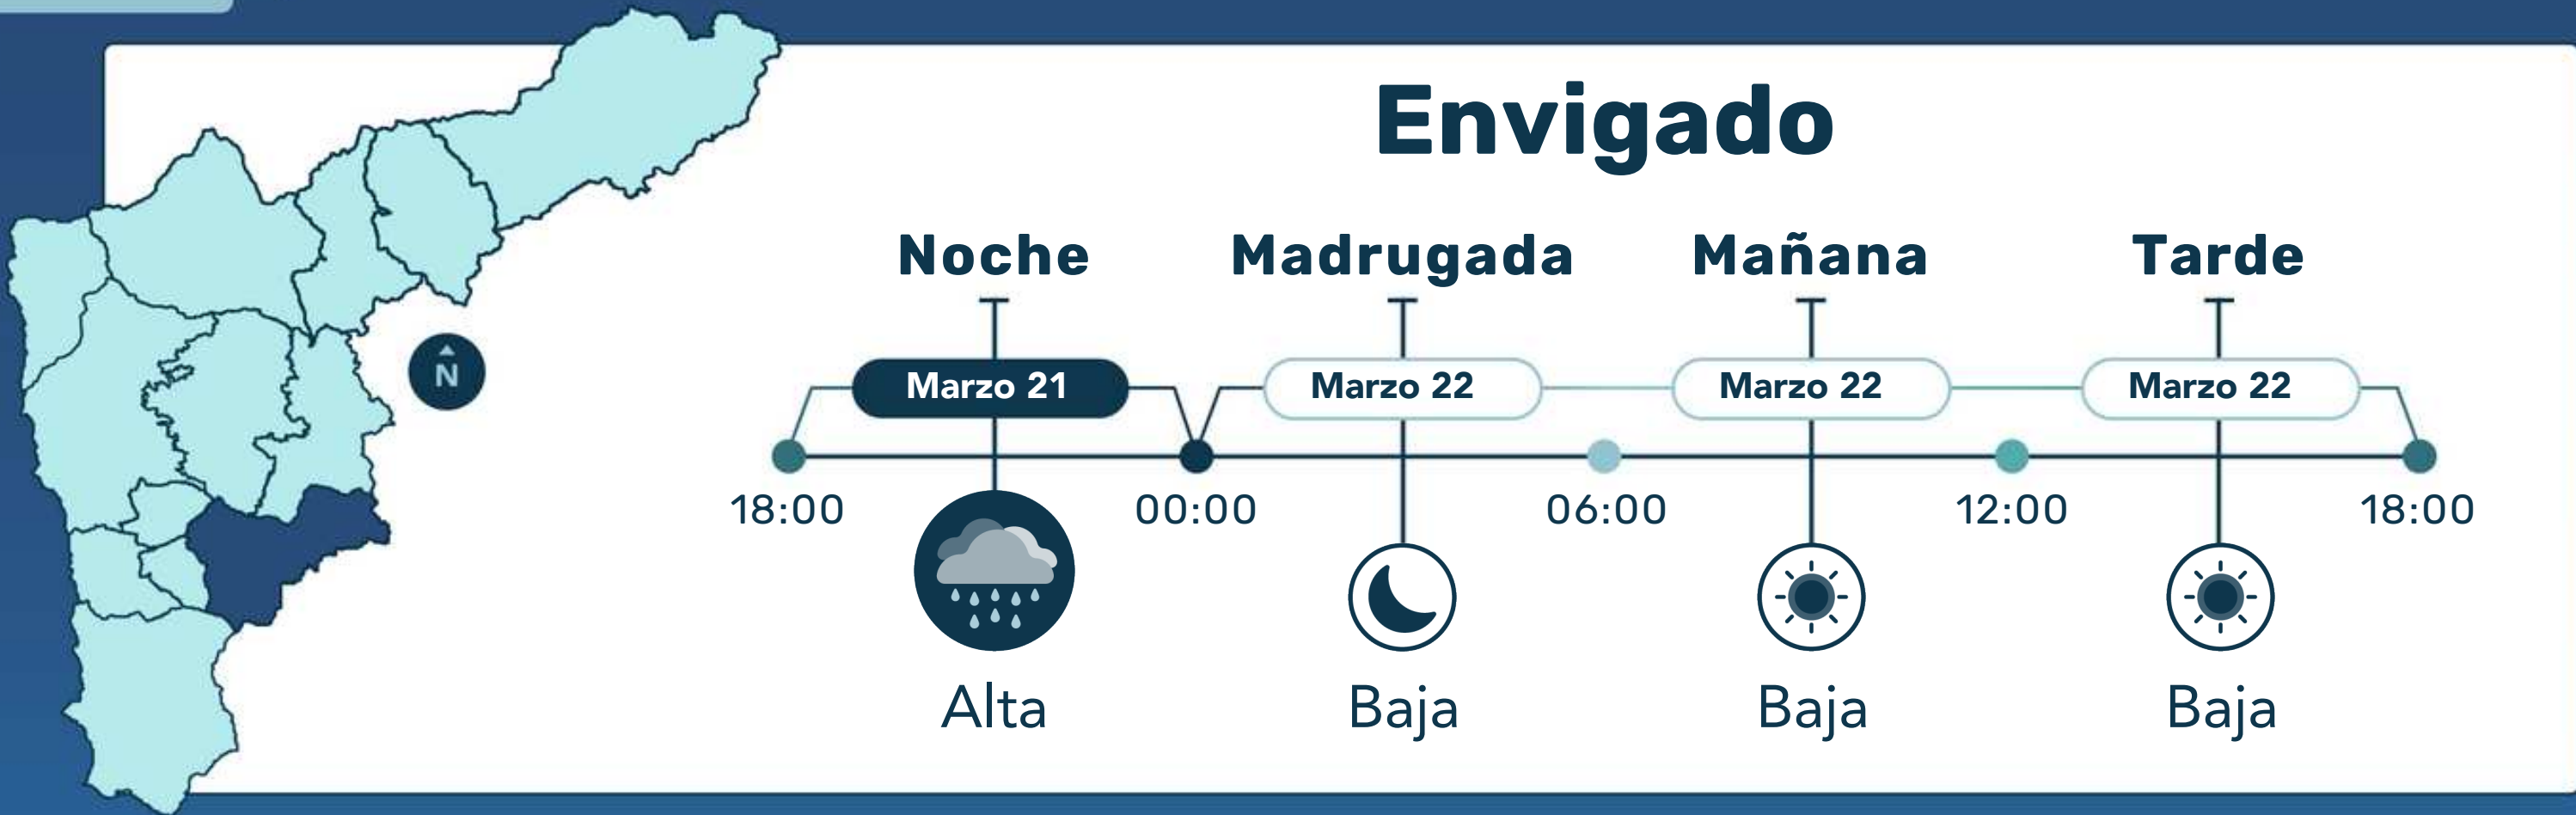 Envigado
Noche Madrugada Mañana Tarde
N
Marzo 21 Marzo 22 Marzo 22 Marzo 22
18:00 00:00 06:00 12:00 18:00
Alta Baja Baja Baja